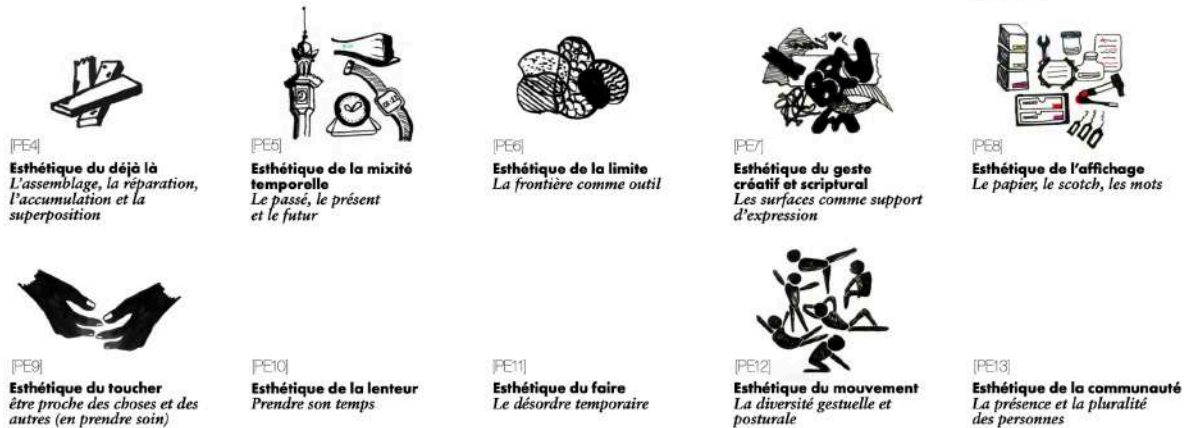 [PE4]
Esthétique du déjà là
L'assemblage, la réparation,
l'accumulation et la
superposition
[PE5]
Esthétique de la mixité
temporelle
Le passé, le présent
et le futur
[PE6]
Esthétique de la limite
La frontière comme outil
[PE7]
Esthétique du geste
créatif et scriptural
Les surfaces comme support
d'expression
[PE8]
Esthétique de l'affichage
Le papier, le scotch, les mots
[PE9]
Esthétique du toucher
être proche des choses et des
autres (en prendre soin)
[PE10]
Esthétique de la lenteur
Prendre son temps
[PE11]
Esthétique du faire
Le désordre temporaire
[PE12]
Esthétique du mouvement
La diversité gestuelle et
posturale
[PE13]
Esthétique de la communauté
La présence et la pluralité
des personnes